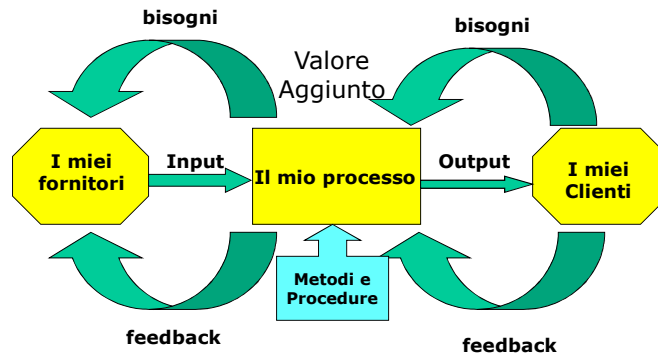 bisogni
bisogni
Valore
Aggiunto
I miei
fornitori
Input
Il mio processo
Output
I miei
Clienti
Metodi e
Procedure
feedback
feedback